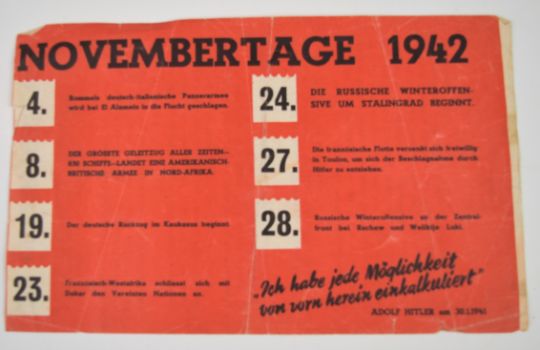 NOVEMBERTAGE 1942
4.
Rommels deutsch-italienische Panzerarmee
wird bei El Alamein in die Flucht geschlagen.
8.
DER GRÖSSTE GELEITZUG ALLER ZEITEN—
SCHIFFE—LANDET EINE AMERIKANISCH-
BRITISCHE ARMEE IN NORD-AFRIKA.
19.
Der deutsche Rückzug im Kaukasus beginnt.
23.
Französisch-Westafrika schliesst sich mit
Dakar den Vereinten Nationen an.
24.
DIE RUSSISCHE WINTEROFFEN-
SIVE UM STALINGRAD BEGINNT.
27.
Die französische Flotte versenkt sich freiwillig
in Toulon, um sich der Beschlagnahme durch
Hitler zu entziehen.
28.
Russische Winteroffensive an der Zentral-
front bei Rschew und Welikije Luki.
„Ich habe jede Möglichkeit
von vorn herein einkalkuliert"
ADOLF HITLER am 30.1.1941